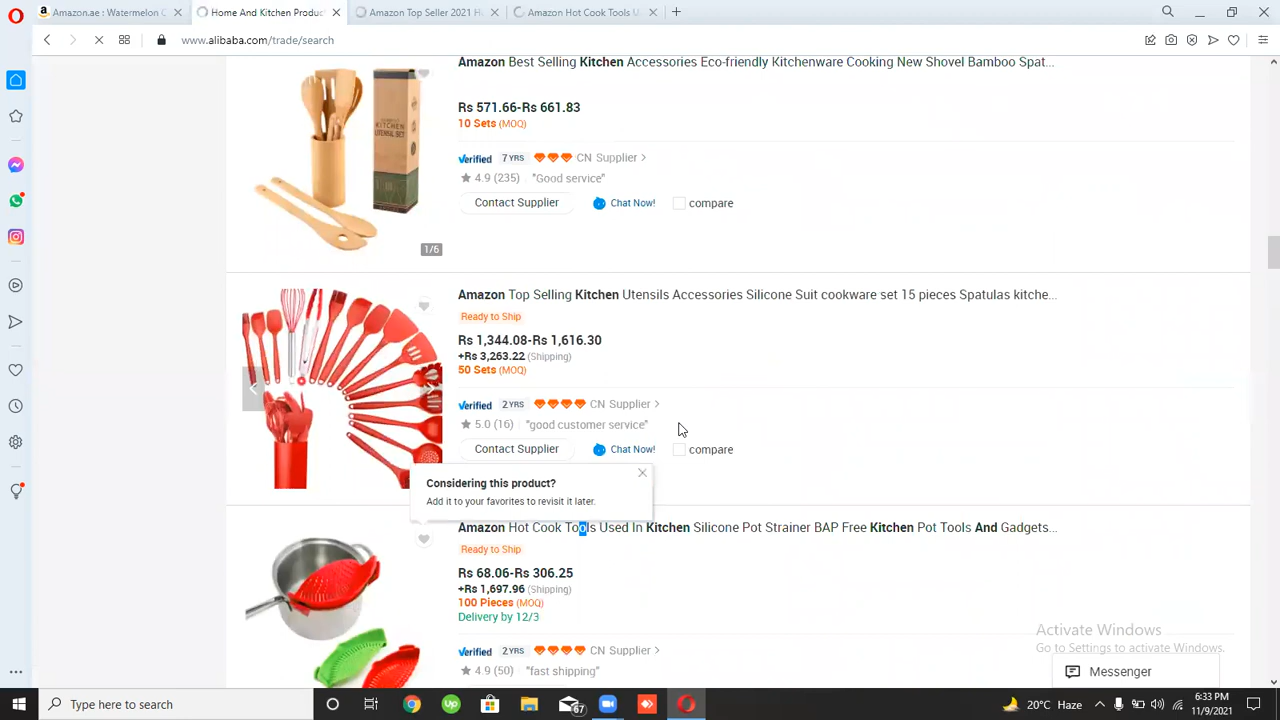 Amazon.ae : Watermelon C
Home And Kitchen Produc
Amazon Top Seller 2021 H
Amazon Hot Cook Tools U
www.alibaba.com/trade/search
Amazon Best Selling Kitchen Accessories Eco-friendly Kitchenware Cooking New Shovel Bamboo Spat...
KITCHEN
UTENSIL SET
Rs 571.66-Rs 661.83
10 Sets (MOQ)
Verified 7 YRS CN Supplier >
4.9 (235) "Good service"
Contact Supplier Chat Now! compare
1/6
Amazon Top Selling Kitchen Utensils Accessories Silicone Suit cookware set 15 pieces Spatulas kitche...
Ready to Ship
Rs 1,344.08-Rs 1,616.30
+Rs 3,263.22 (Shipping)
50 Sets (MOQ)
Verified 2 YRS CN Supplier >
5.0 (16) "good customer service"
Contact Supplier Chat Now! compare
Considering this product?
Add it to your favorites to revisit it later.
Amazon Hot Cook Tools Used In Kitchen Silicone Pot Strainer BAP Free Kitchen Pot Tools And Gadgets...
Ready to Ship
Rs 68.06-Rs 306.25
+Rs 1,697.96 (Shipping)
100 Pieces (MOQ)
Delivery by 12/3
Verified 2 YRS CN Supplier >
4.9 (50) "fast shipping"
Activate Windows
Go to Settings to activate Windows.
Messenger
Type here to search
67
20°C Haze
6:33 PM
11/9/2021